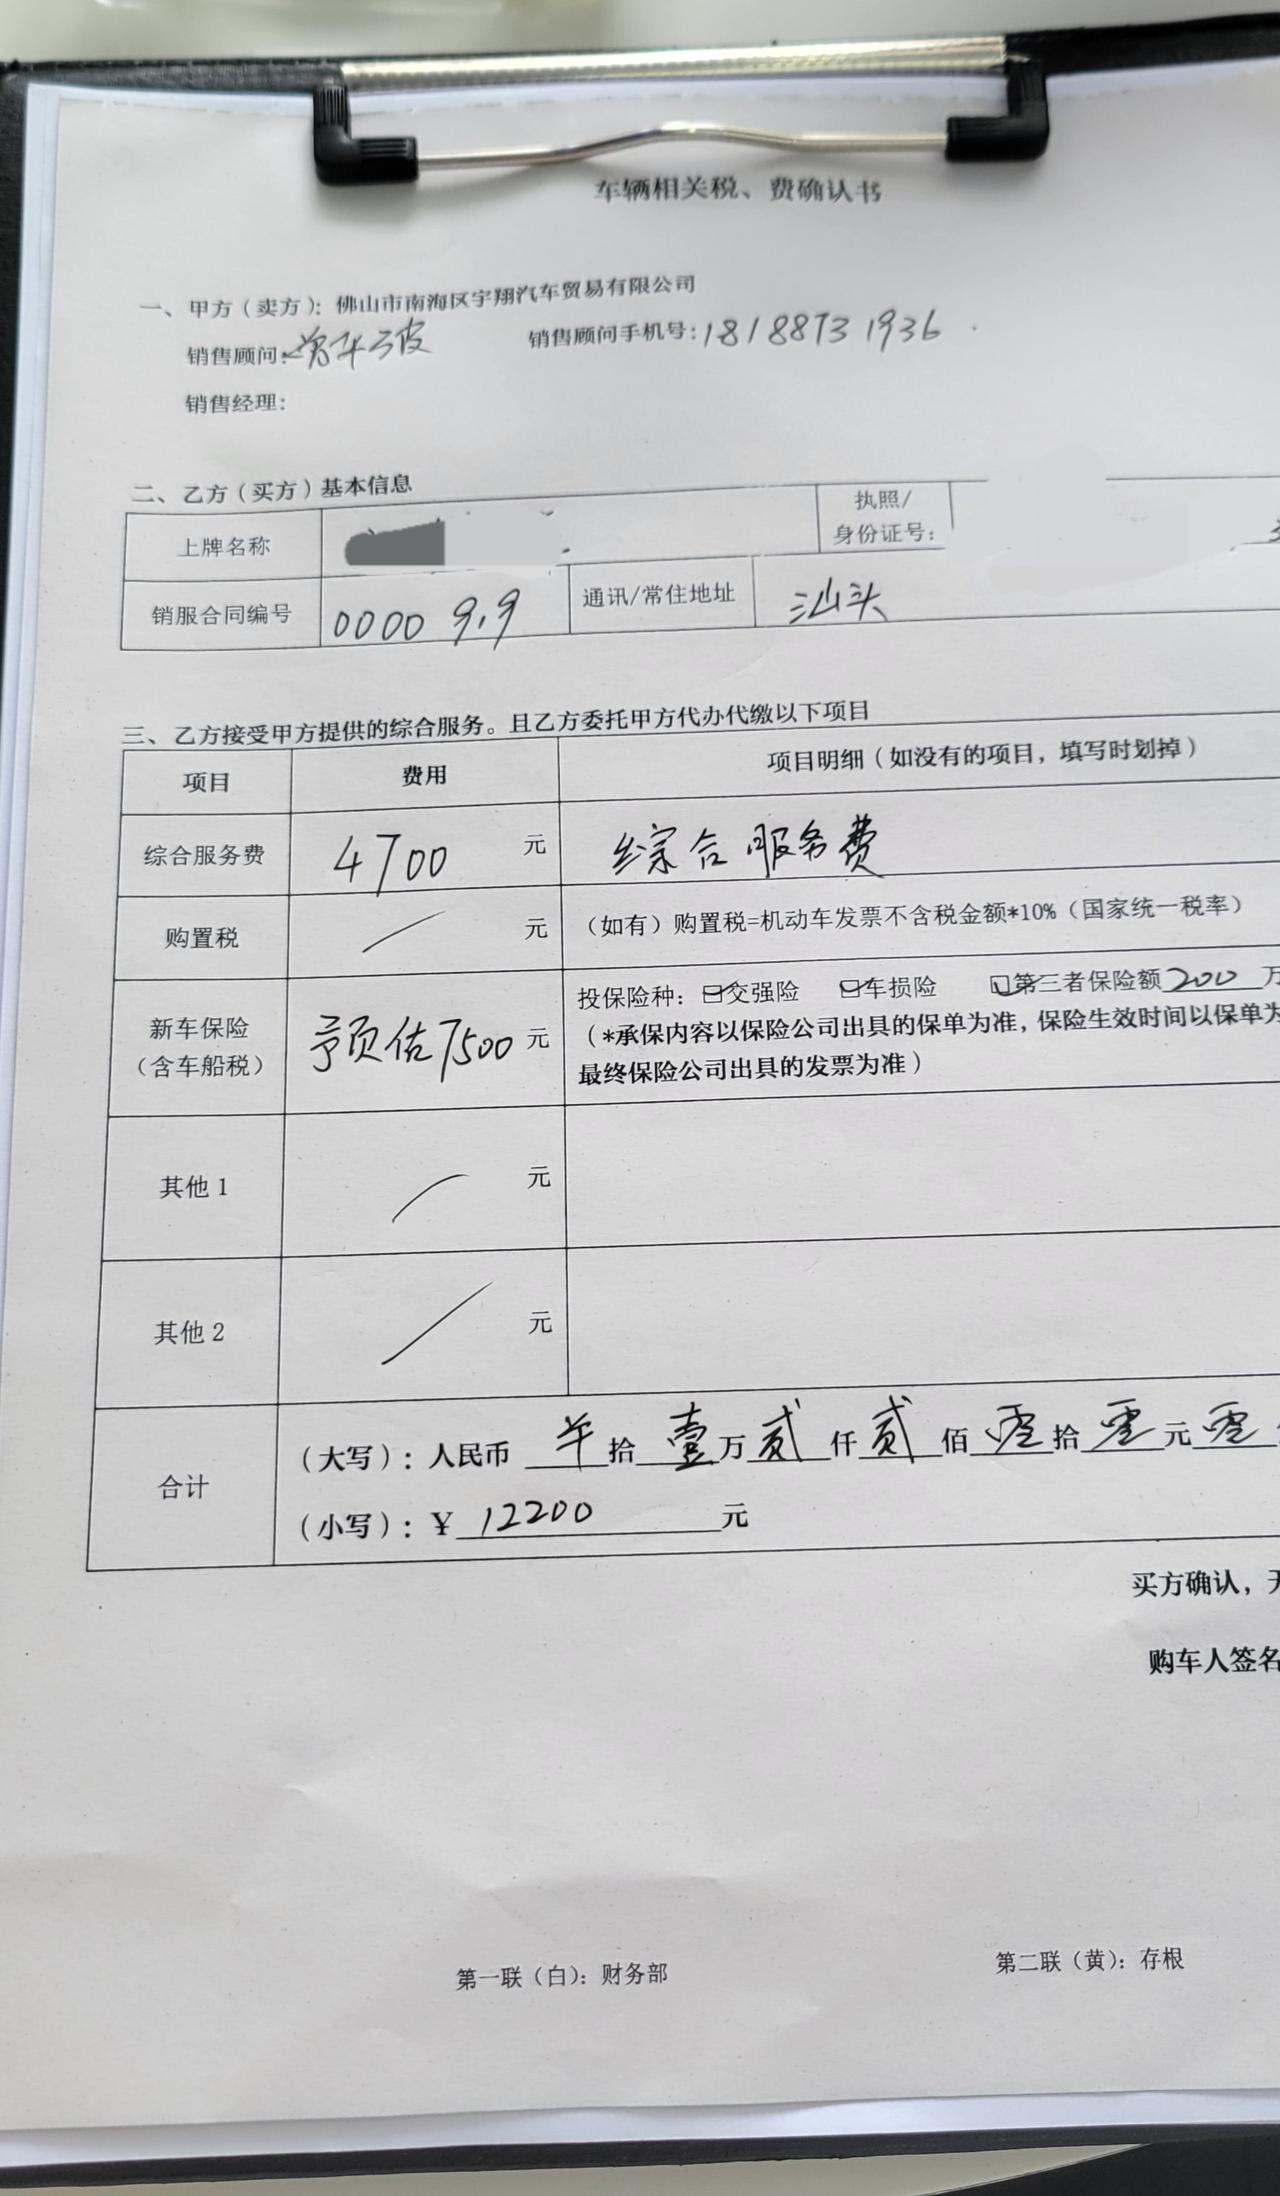 车辆相关税、费确认书
一、甲方（卖方）：佛山市南海区宇翔汽车贸易有限公司
销售顾问： 销售顾问手机号：18188731936
销售经理：
二、乙方（买方）基本信息
上牌名称 执照/
身份证号：
销服合同编号 0000 9.9 通讯/常住地址 汕头
三、乙方接受甲方提供的综合服务。且乙方委托甲方代办代缴以下项目
项目 费用 项目明细（如没有的项目，填写时划掉）
综合服务费 4700 元 综合服务费
购置税 元 （如有）购置税=机动车发票不含税金额*10%（国家统一税率）
投保险种：☑交强险 ☑车损险 ☑第三者保险额200万
新车保险 预估7500元 （*承保内容以保险公司出具的保单为准，保险生效时间以保单为
（含车船税） 最终保险公司出具的发票为准）
其他1 元
其他2 元
（大写）：人民币 拾壹万贰仟贰佰零拾零元零
合计
（小写）：￥12200元
买方确认，
购车人签名
第一联（白）：财务部 第二联（黄）：存根